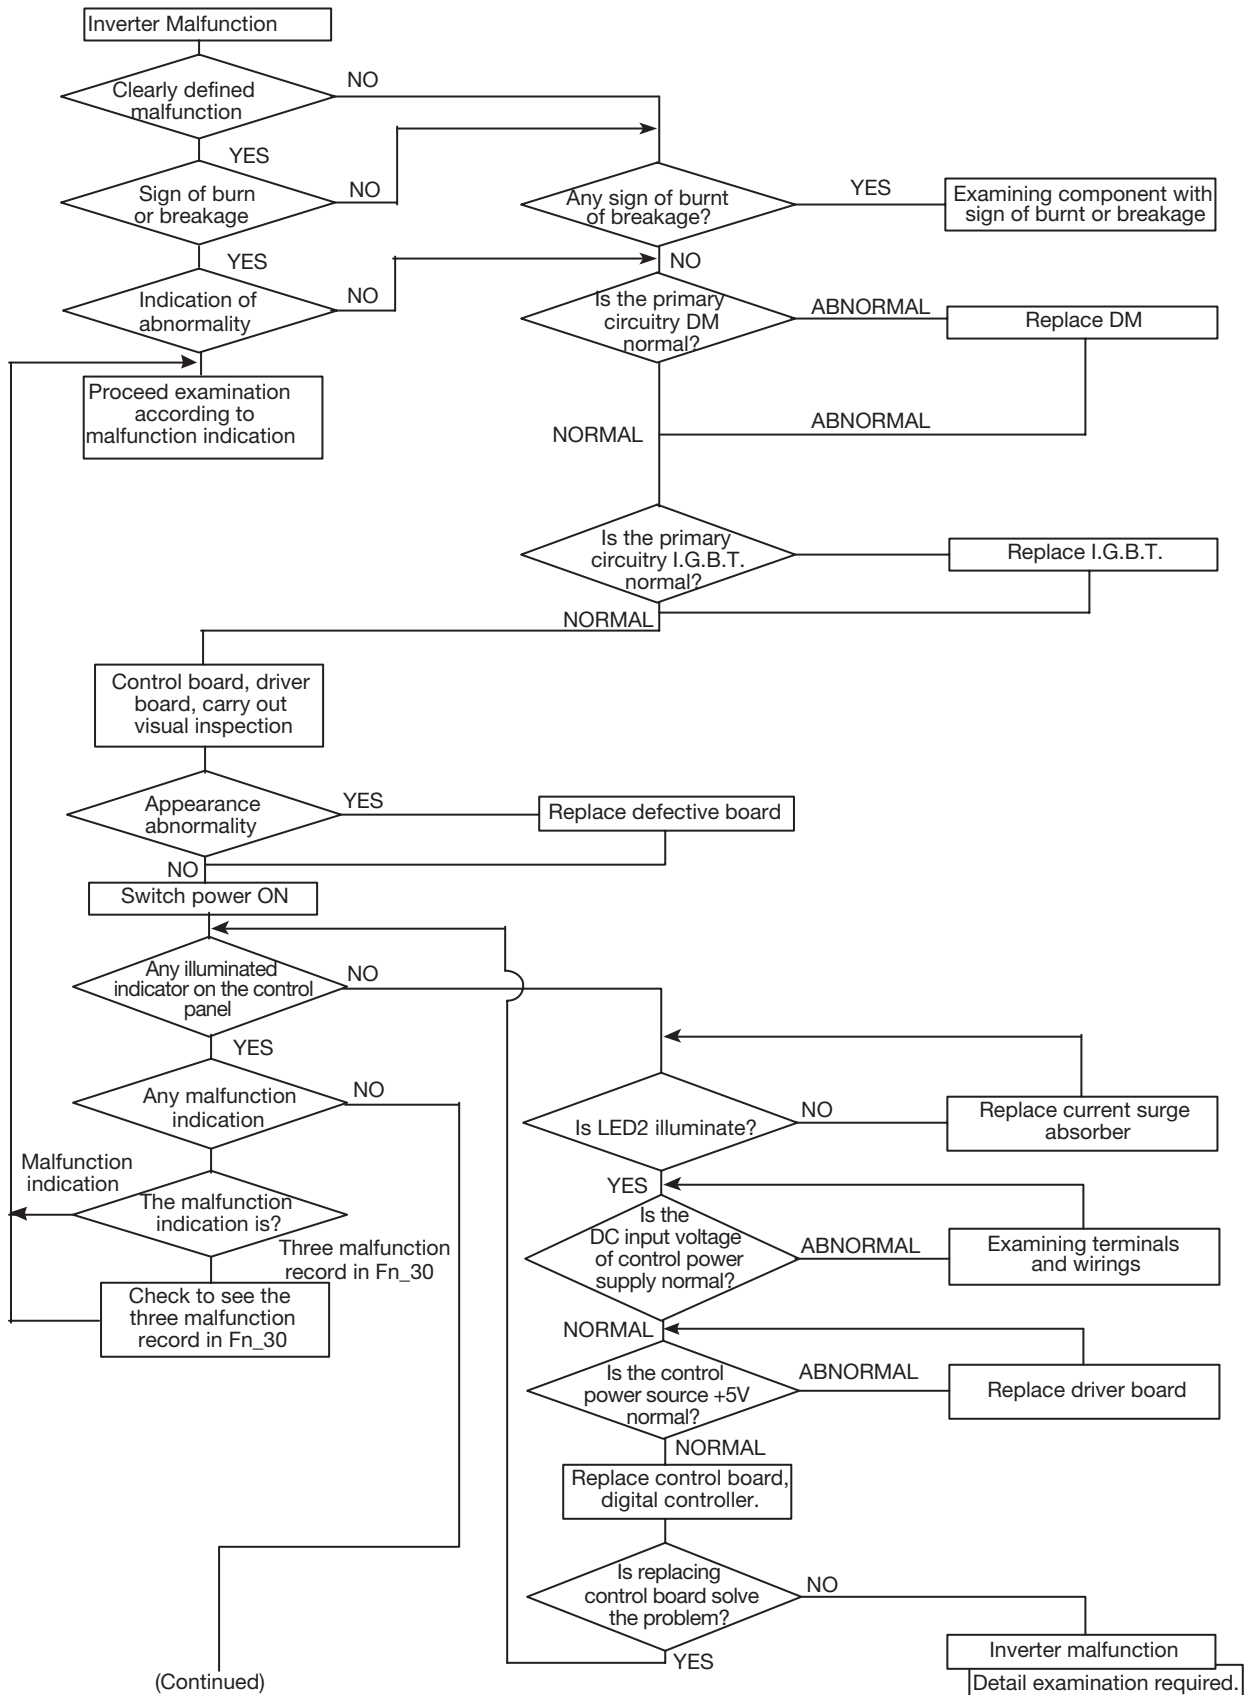 Inverter Malfunction
Clearly defined
malfunction
NO
YES
Sign of burn
or breakage
NO
YES
Indication of
abnormality
NO
Proceed examination
according to
malfunction indication
Any sign of burnt
of breakage?
YES
Examining component with
sign of burnt or breakage
NO
Is the primary
circuitry DM
normal?
ABNORMAL
Replace DM
ABNORMAL
NORMAL
Is the primary
circuitry I.G.B.T.
normal?
Replace I.G.B.T.
NORMAL
Control board, driver
board, carry out
visual inspection
Appearance
abnormality
YES
Replace defective board
NO
Switch power ON
Any illuminated
indicator on the control
panel
NO
YES
Any malfunction
indication
NO
Malfunction
indication
The malfunction
indication is?
Three malfunction
record in Fn_30
Check to see the
three malfunction
record in Fn_30
Is LED2 illuminate?
NO
Replace current surge
absorber
YES
Is the
DC input voltage
of control power
supply normal?
ABNORMAL
Examining terminals
and wirings
NORMAL
Is the control
power source +5V
normal?
ABNORMAL
Replace driver board
NORMAL
Replace control board,
digital controller.
Is replacing
control board solve
the problem?
NO
YES
Inverter malfunction
Detail examination required.
(Continued)